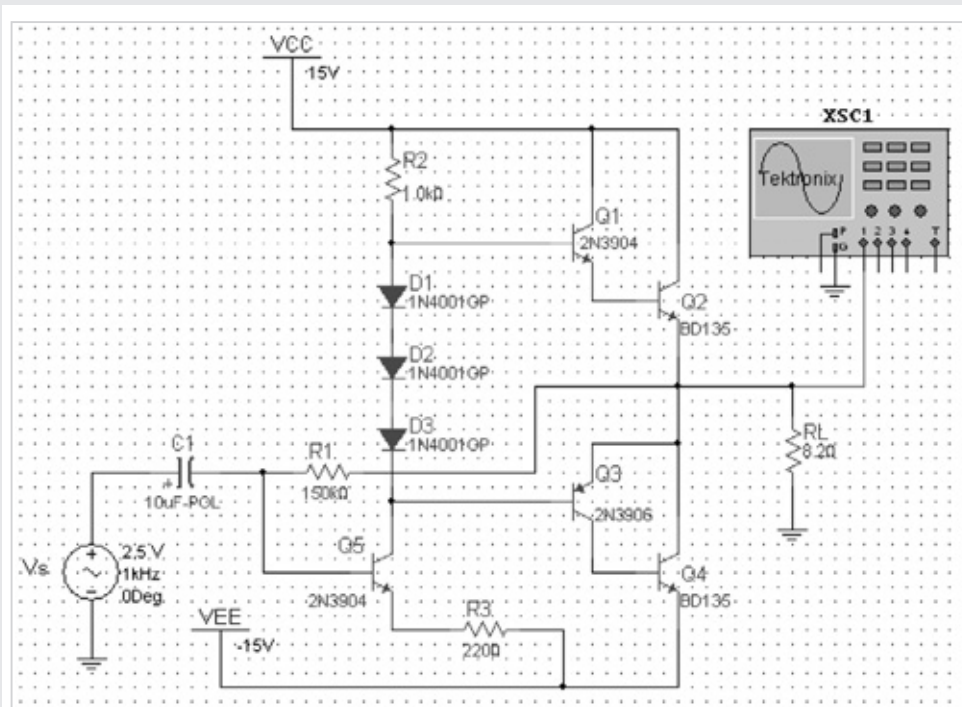 VCC
15V
XSC1
Tektronix
F
G
1 2 3 4 T
R2
1.0kΩ
Q1
2N3904
D1
1N4001GP
Q2
BD135
D2
1N4001GP
D3
1N4001GP
C1
10uF-POL
R1
150kΩ
RL
8.2Ω
Q3
2N3906
Q5
2N3904
Q4
BD135
Vs
2.5 V
1kHz
0Deg
R3
220Ω
VEE
-15V